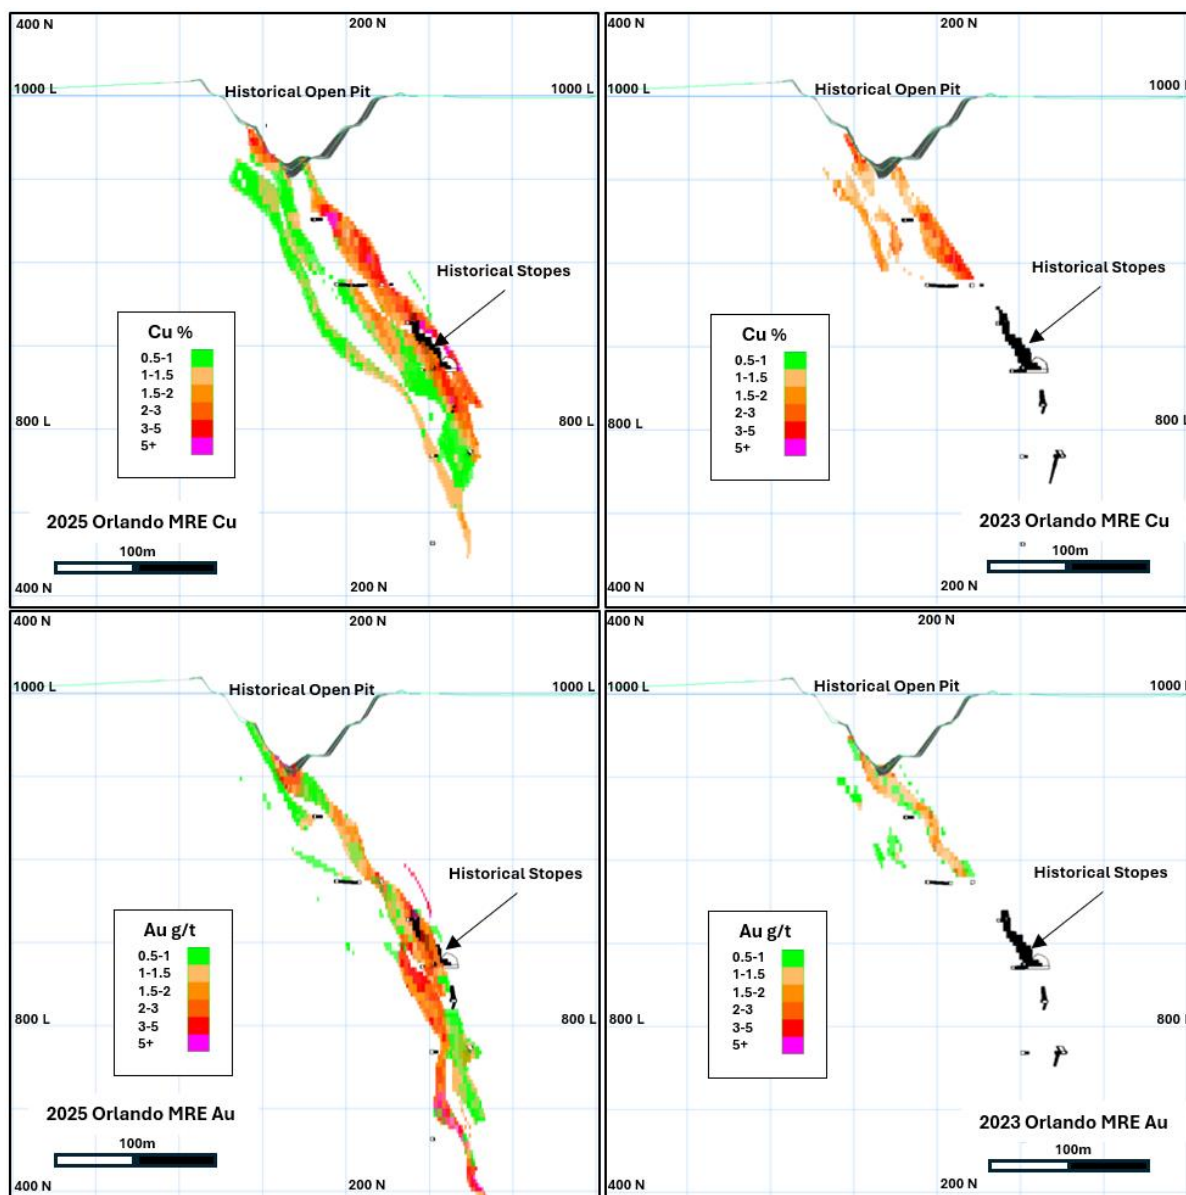 400 N
200 N
1000 L
Historical Open Pit
1000 L
Historical Stopes
Cu %
0.5-1
1-1.5
1.5-2
2-3
3-5
5+
800 L
800 L
2025 Orlando MRE Cu
100m
400 N
200 N
400 N
200 N
1000 L
Historical Open Pit
1000 L
Historical Stopes
Cu %
0.5-1
1-1.5
1.5-2
2-3
3-5
5+
800 L
800 L
2023 Orlando MRE Cu
100m
400 N
200 N
400 N
200 N
1000 L
Historical Open Pit
1000 L
Historical Stopes
Au g/t
0.5-1
1-1.5
1.5-2
2-3
3-5
5+
800 L
800 L
2025 Orlando MRE Au
100m
400 N
200 N
400 N
200 N
1000 L
Historical Open Pit
1000 L
Historical Stopes
Au g/t
0.5-1
1-1.5
1.5-2
2-3
3-5
5+
800 L
800 L
2023 Orlando MRE Au
100m
400 N
200 N